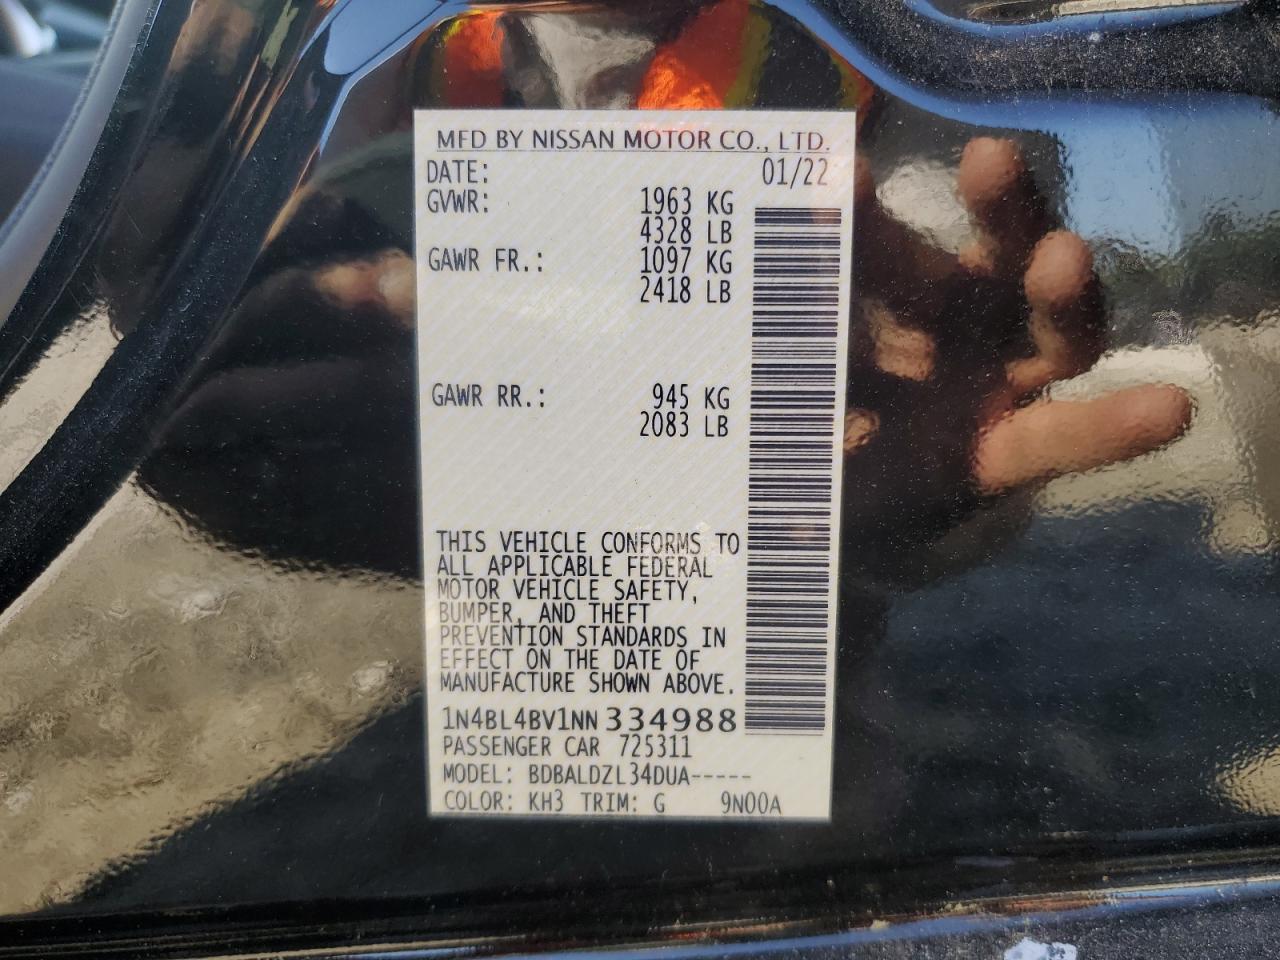 MFD BY NISSAN MOTOR CO., LTD.
DATE: 01/22
GVWR: 1963 KG
4328 LB
GAWR FR.: 1097 KG
2418 LB
GAWR RR.: 945 KG
2083 LB
THIS VEHICLE CONFORMS TO
ALL APPLICABLE FEDERAL
MOTOR VEHICLE SAFETY,
BUMPER, AND THEFT
PREVENTION STANDARDS IN
EFFECT ON THE DATE OF
MANUFACTURE SHOWN ABOVE.
1N4BL4BV1NN334988
PASSENGER CAR 725311
MODEL: BDBALDZL34DUA-----
COLOR: KH3 TRIM: G 9N00A